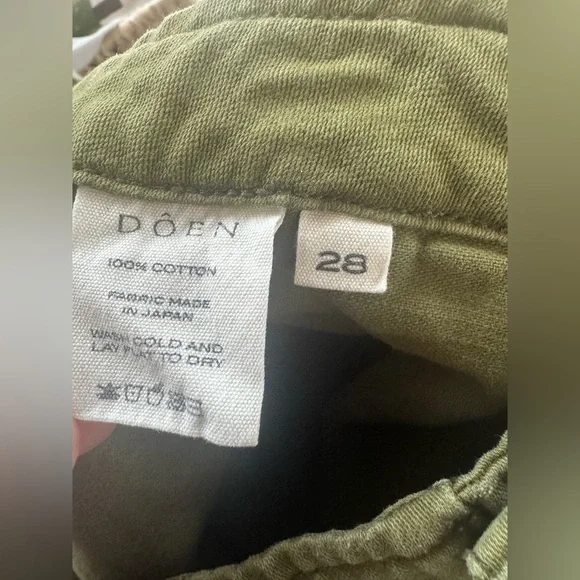 DÔEN
100% COTTON
FABRIC MADE
IN JAPAN
WASH COLD AND
LAY FLAT TO DRY
28